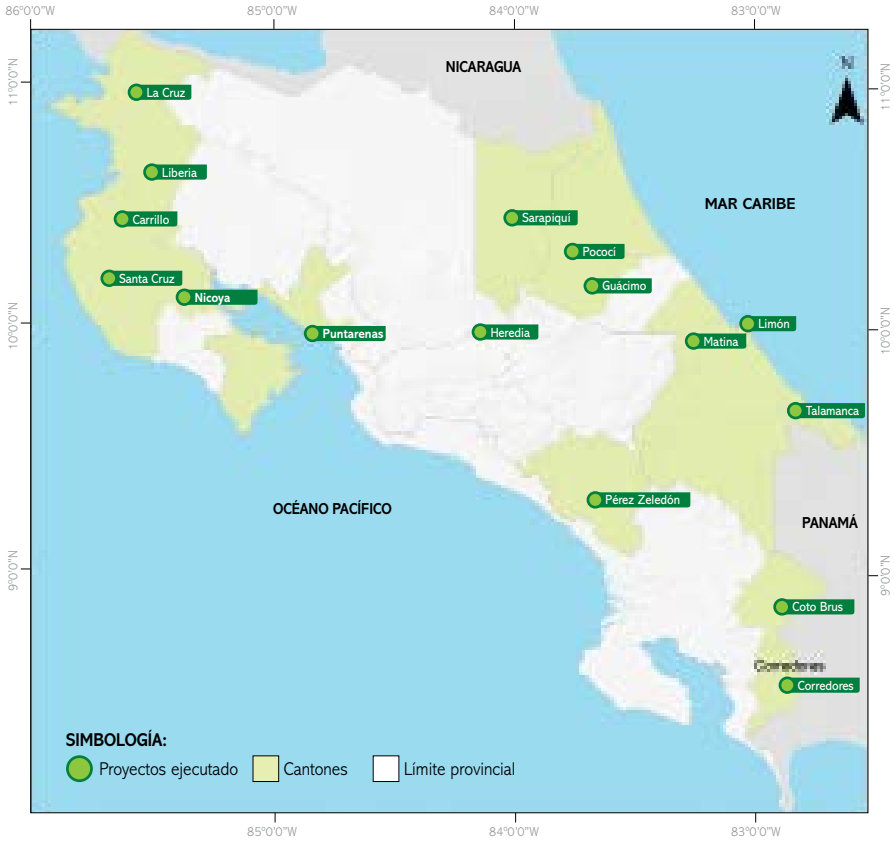 86°0'0"W 85°0'0"W 84°0'0"W 83°0'0"W
11°0'0"N
11°0'0"N
NICARAGUA
N
La Cruz
Liberia
MAR CARIBE
Carrillo
Sarapiquí
Pococí
Santa Cruz
Guácimo
Nicoya
10°0'0"N
10°0'0"N
Puntarenas
Heredia
Limón
Matina
Talamanca
Pérez Zeledón
OCÉANO PACÍFICO
PANAMÁ
9°0'0"N
9°0'0"N
Coto Brus
Corredores
Corredores
SIMBOLOGÍA:
Proyectos ejecutado Cantones Límite provincial
85°0'0"W 84°0'0"W 83°0'0"W